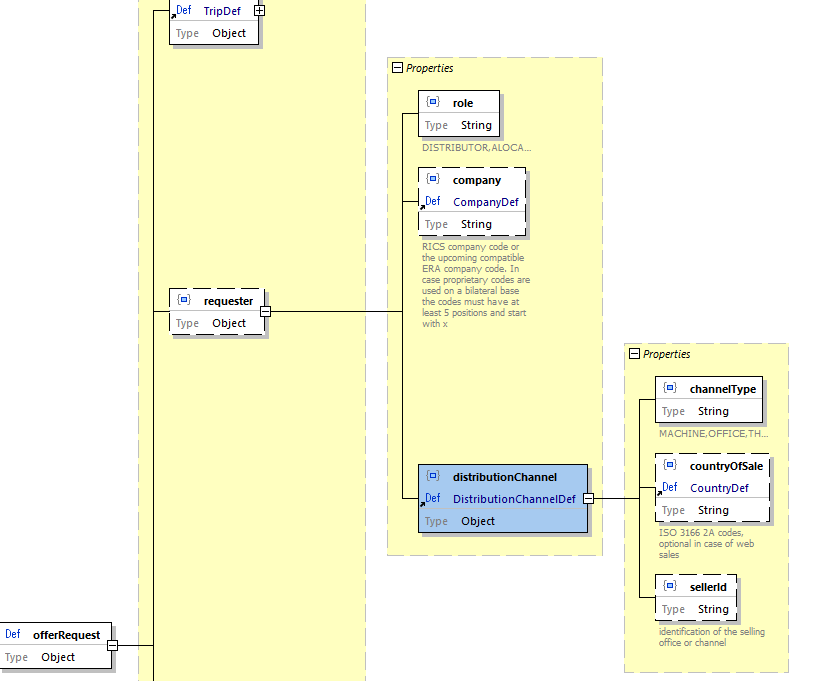 Def TripDef
Type Object
Properties
role
Type String
DISTRIBUTOR,ALOCA...
company
Def CompanyDef
Type String
RICS company code or
the upcoming compatible
ERA company code. In
case proprietary codes are
used on a bilateral base
the codes must have at
least 5 positions and start
with x
requester
Type Object
distributionChannel
Def DistributionChannelDef
Type Object
Properties
channelType
Type String
MACHINE,OFFICE,TH...
countryOfSale
Def CountryDef
Type String
ISO 3166 2A codes,
optional in case of web
sales
sellerId
Type String
identification of the selling
office or channel
Def offerRequest
Type Object